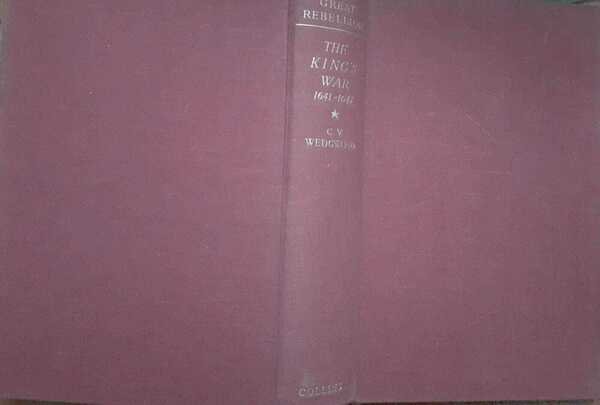 GREAT
REBELLION
THE
KING'S
WAR
1641-1647
★
C. V.
WEDGWOOD
COLLINS